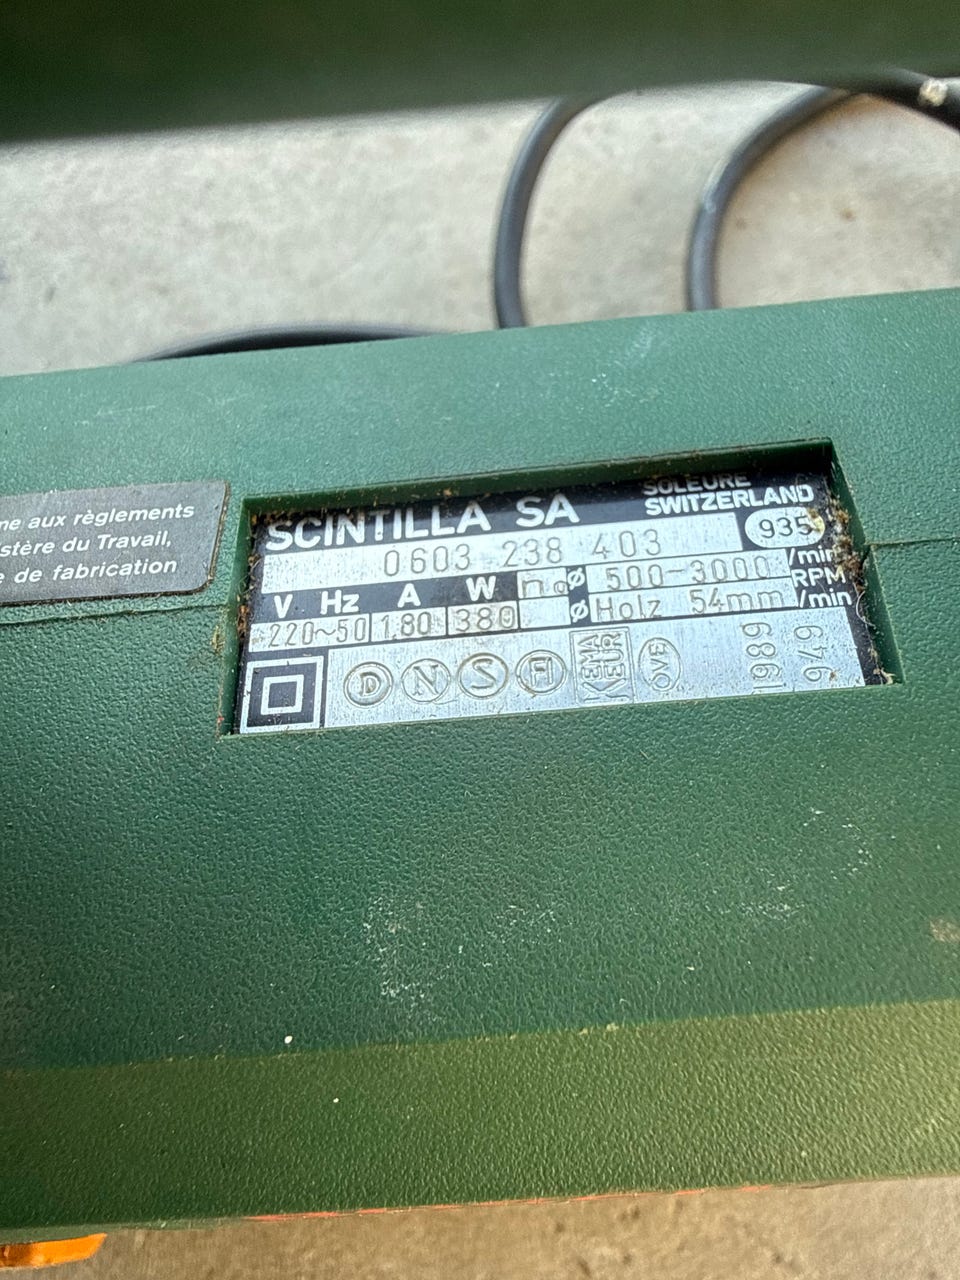 me aux règlements
stère du Travail,
e de fabrication
SCINTILLA SA
SOLEURE
SWITZERLAND
0603 238 403
935
V Hz A W n₀
220~50 1,80 380
Ø 500-3000 /min
RPM
Ø Holz 54mm /min
D N S FI KEMA KEUR ÖVE
1989
949